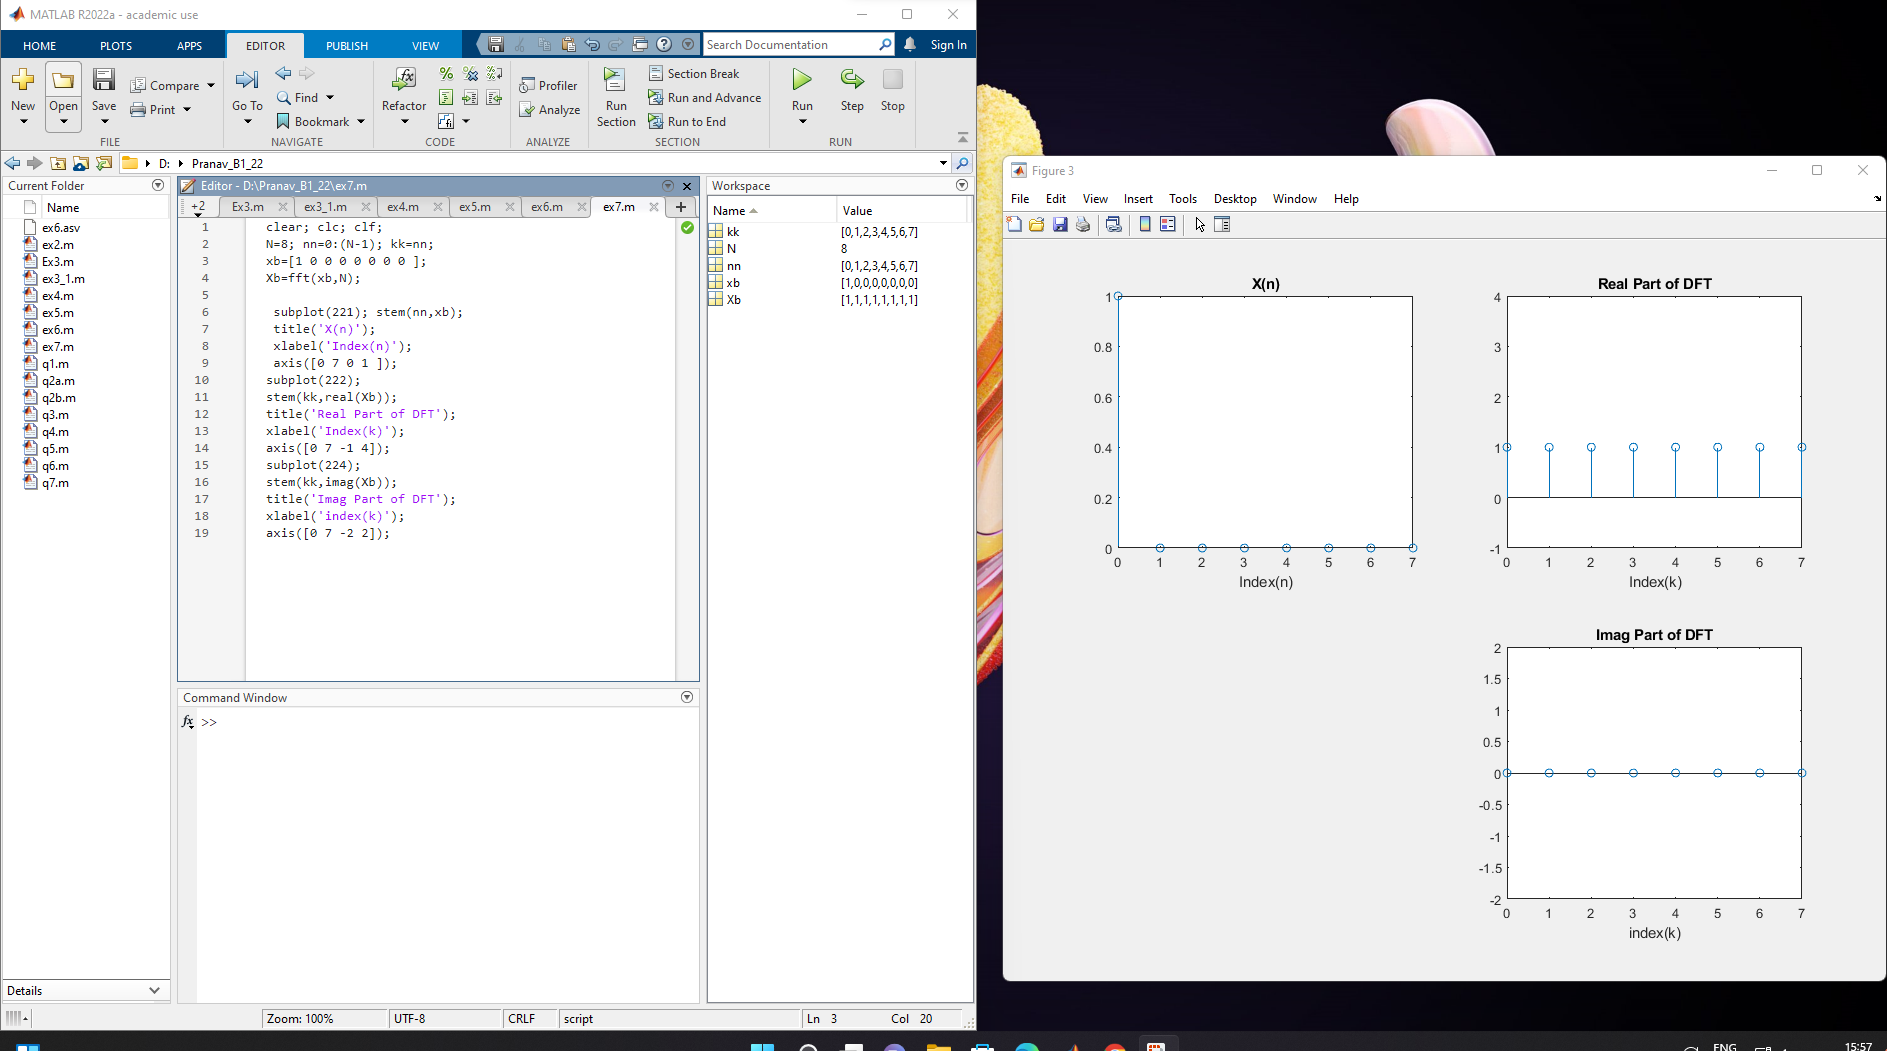 MATLAB R2022a - academic use
HOME PLOTS APPS EDITOR PUBLISH VIEW
Search Documentation
Sign In
New Open Save Compare Print
FILE
Go To Find Bookmark
NAVIGATE
Refactor
CODE
Profiler Analyze
ANALYZE
Run Section
Section Break
Run and Advance
Run to End
SECTION
Run Step Stop
RUN
D: Pranav_B1_22
Current Folder
Name
ex6.asv
ex2.m
Ex3.m
ex3_1.m
ex4.m
ex5.m
ex6.m
ex7.m
q1.m
q2a.m
q2b.m
q3.m
q4.m
q5.m
q6.m
q7.m
Details
Editor - D:\Pranav_B1_22\ex7.m
+2 Ex3.m ex3_1.m ex4.m ex5.m ex6.m ex7.m
1 clear; clc; clf;
2 N=8; nn=0:(N-1); kk=nn;
3 xb=[1 0 0 0 0 0 0 0 ];
4 Xb=fft(xb,N);
5
6 subplot(221); stem(nn,xb);
7 title('X(n)');
8 xlabel('Index(n)');
9 axis([0 7 0 1 ]);
10 subplot(222);
11 stem(kk,real(Xb));
12 title('Real Part of DFT');
13 xlabel('Index(k)');
14 axis([0 7 -1 4]);
15 subplot(224);
16 stem(kk,imag(Xb));
17 title('Imag Part of DFT');
18 xlabel('index(k)');
19 axis([0 7 -2 2]);
Command Window
fx >>
Workspace
Name Value
kk [0,1,2,3,4,5,6,7]
N 8
nn [0,1,2,3,4,5,6,7]
xb [1,0,0,0,0,0,0,0]
Xb [1,1,1,1,1,1,1,1]
Zoom: 100% UTF-8 CRLF script Ln 3 Col 20
Figure 3
File Edit View Insert Tools Desktop Window Help
X(n)
1
0.8
0.6
0.4
0.2
0
0 1 2 3 4 5 6 7
Index(n)
Real Part of DFT
4
3
2
1
0
-1
0 1 2 3 4 5 6 7
Index(k)
Imag Part of DFT
2
1.5
1
0.5
0
-0.5
-1
-1.5
-2
0 1 2 3 4 5 6 7
index(k)
ENG
15:57